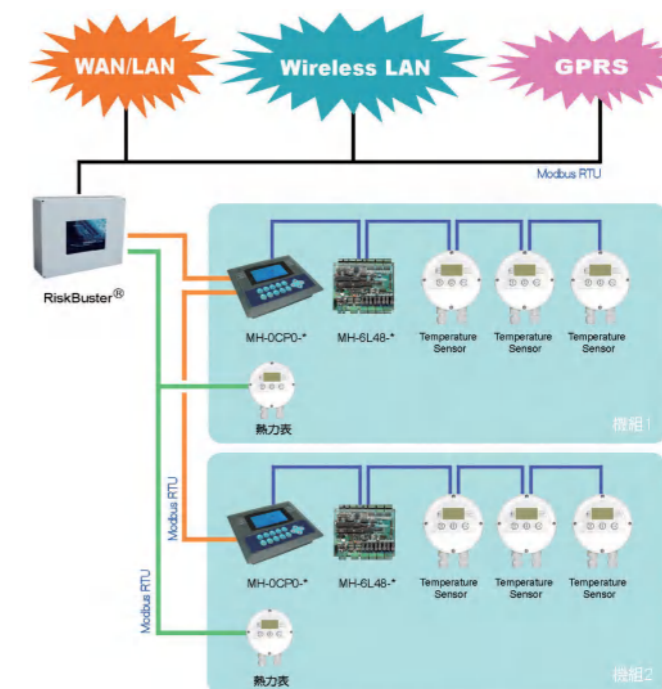 WAN/LAN
Wireless LAN
GPRS
Modbus RTU
RiskBuster®
MH-0CP0-*
MH-6L48-*
Temperature
Sensor
Temperature
Sensor
Temperature
Sensor
熱力表
機組1
Modbus RTU
Modbus RTU
MH-0CP0-*
MH-6L48-*
Temperature
Sensor
Temperature
Sensor
Temperature
Sensor
熱力表
機組2